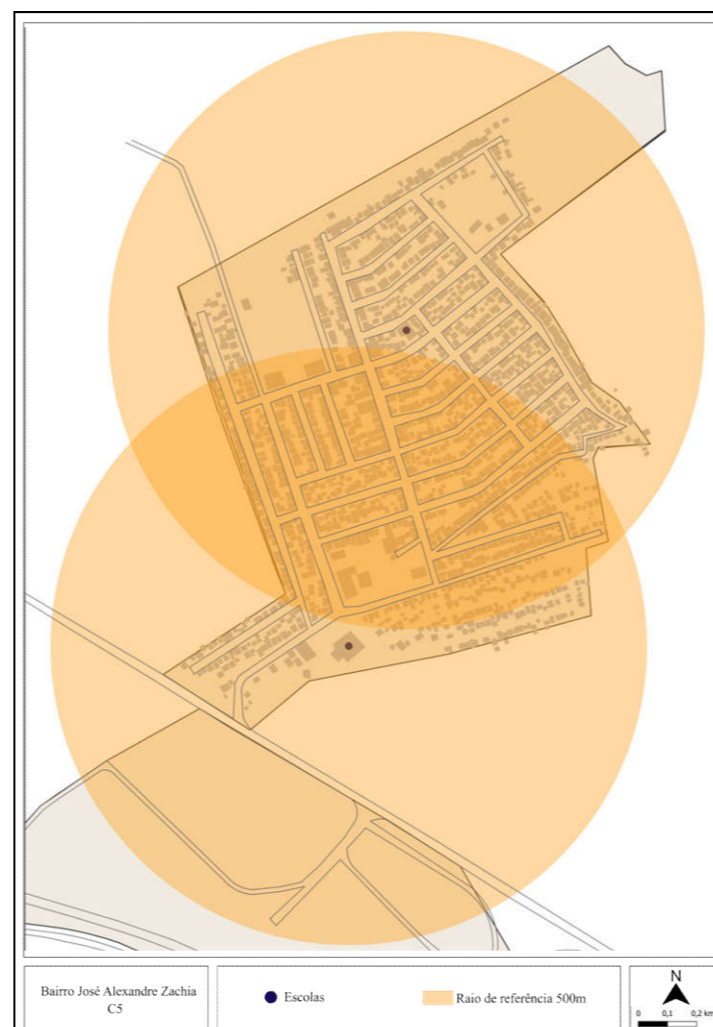 Bairro José Alexandre Zachia
C5
Escolas
Raio de referência 500m
N
0 0,1 0,2 km